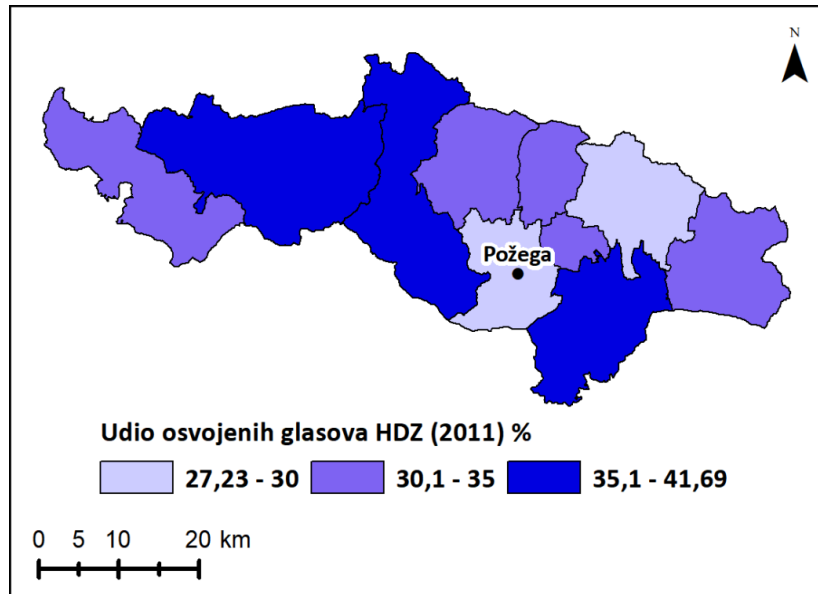 N
Požega
Udio osvojenih glasova HDZ (2011) %
27,23 - 30 30,1 - 35 35,1 - 41,69
0 5 10 20 km